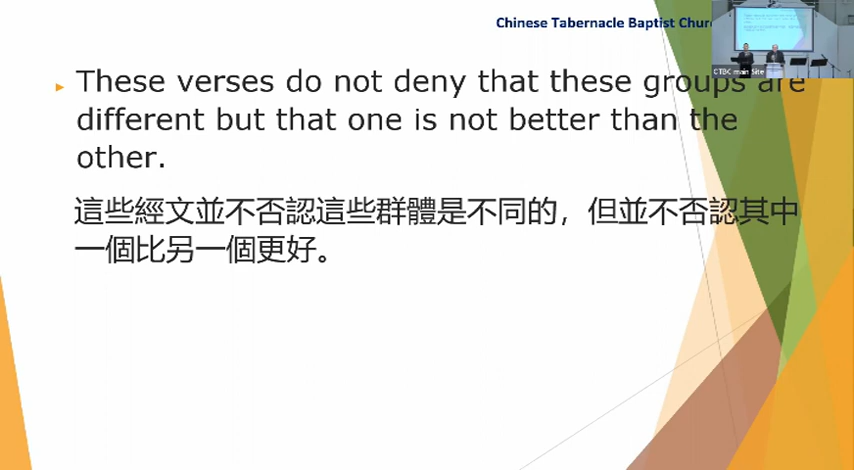 Chinese Tabernacle Baptist Chur
CTBC main Site
These verses do not deny that these groups are
different but that one is not better than the
other.
這些經文並不否認這些群體是不同的，但並不否認其中
一個比另一個更好。